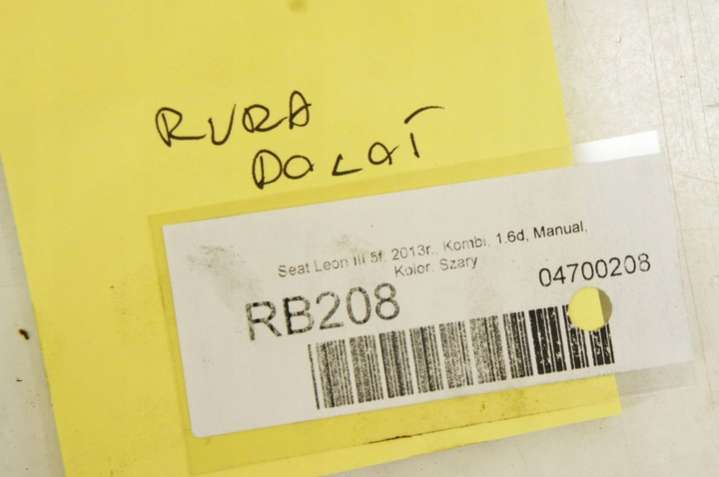 RURA
DOLOT
Seat Leon III 5f, 2013r., Kombi, 1.6d, Manual,
Kolor: Szary
RB208
04700208